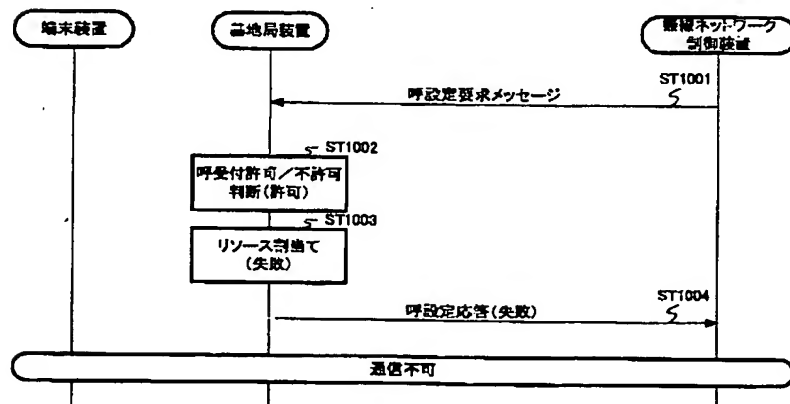 端末装置
基地局装置
無線ネットワーク
制御装置
ST1001
呼設定要求メッセージ
ST1002
呼受付許可/不許可
判断(許可)
ST1003
リソース割当て
(失敗)
ST1004
呼設定応答(失敗)
通信不可